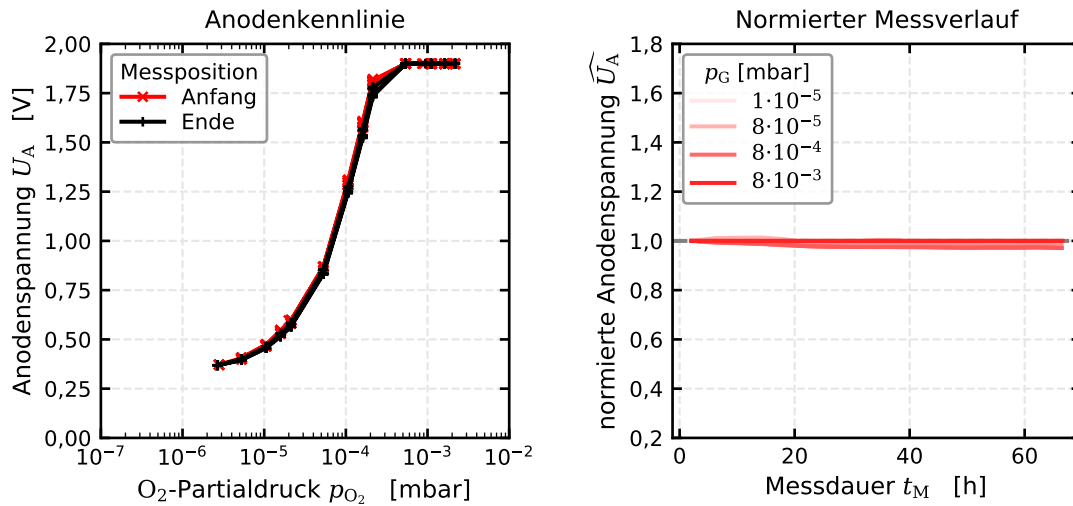 Anodenkennlinie
Anodenspannung U_A [V]
2,00
1,75
1,50
1,25
1,00
0,75
0,50
0,25
0,00
Messposition
Anfang
Ende
10⁻⁷ 10⁻⁶ 10⁻⁵ 10⁻⁴ 10⁻³ 10⁻²
O₂-Partialdruck p_O₂ [mbar]
Normierter Messverlauf
normierte Anodenspannung Û_A
1,8
1,6
1,4
1,2
1,0
0,8
0,6
0,4
0,2
p_G [mbar]
1·10⁻⁵
8·10⁻⁵
8·10⁻⁴
8·10⁻³
0 20 40 60
Messdauer t_M [h]